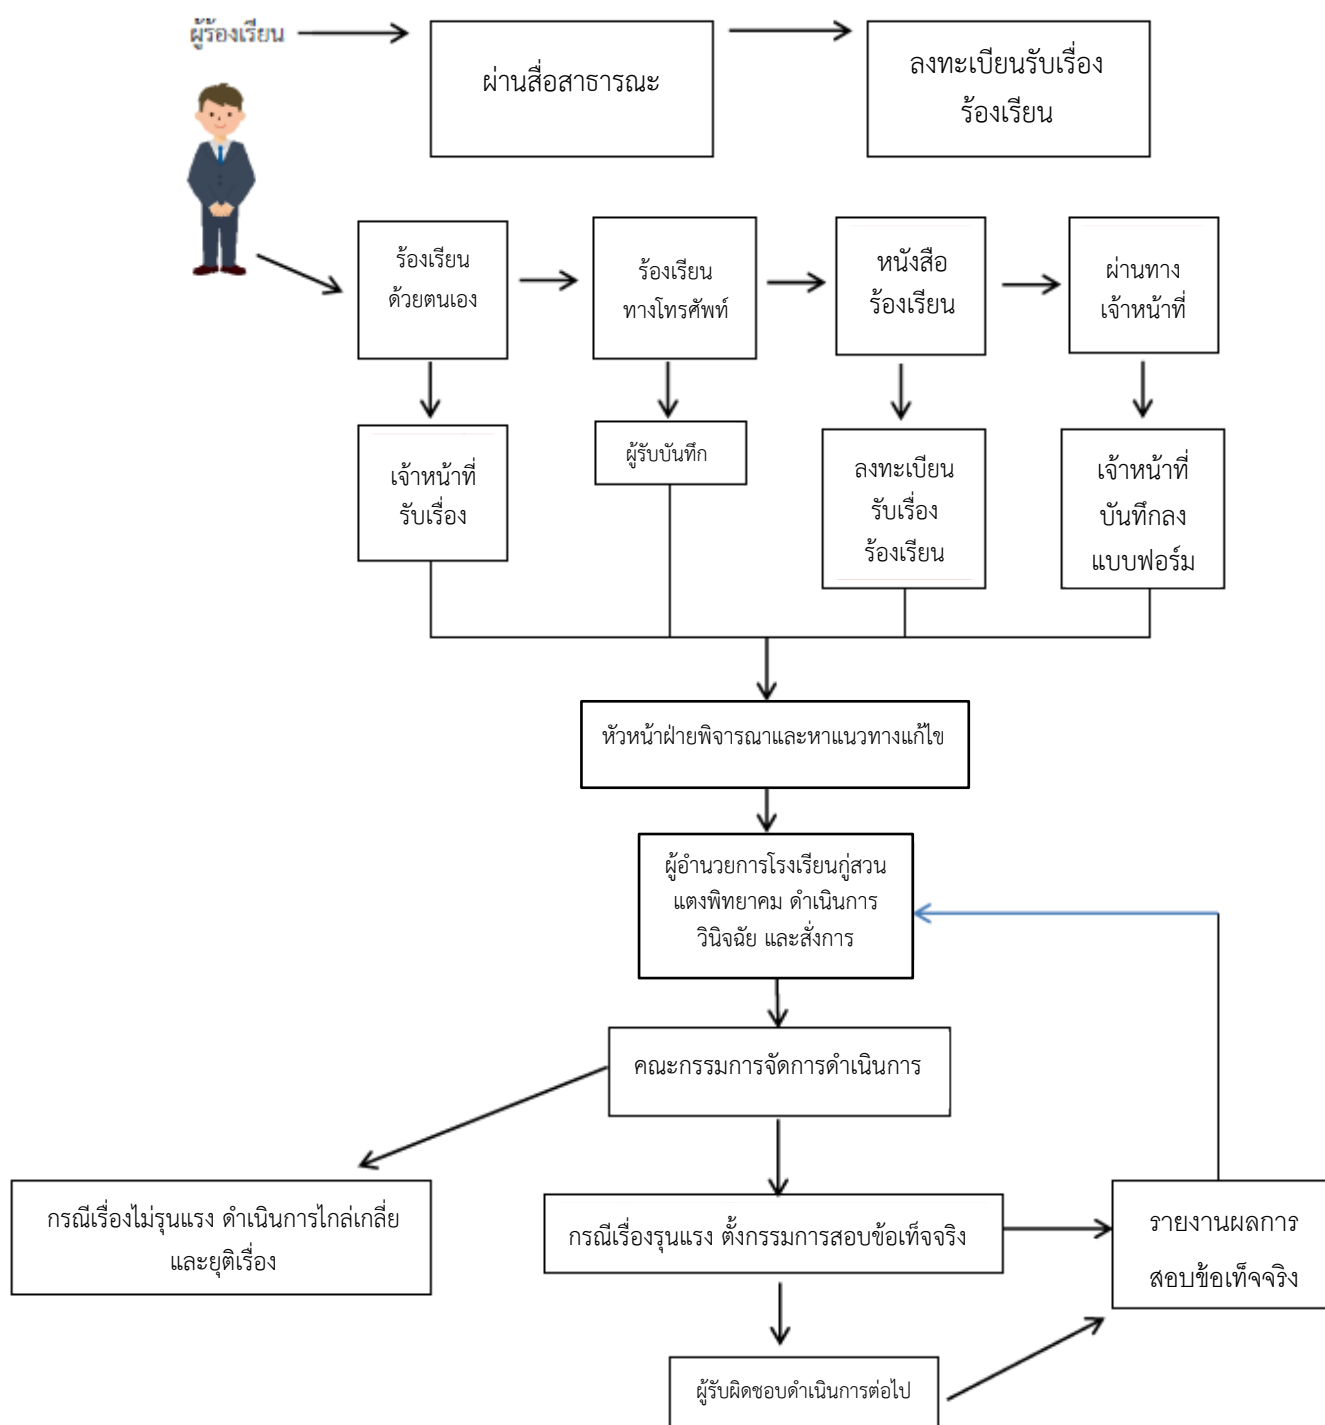 ผู้ร้องเรียน
ผ่านสื่อสาธารณะ
ลงทะเบียนรับเรื่อง
ร้องเรียน
ร้องเรียน
ด้วยตนเอง
ร้องเรียน
ทางโทรศัพท์
หนังสือ
ร้องเรียน
ผ่านทาง
เจ้าหน้าที่
เจ้าหน้าที่
รับเรื่อง
ผู้รับบันทึก
ลงทะเบียน
รับเรื่อง
ร้องเรียน
เจ้าหน้าที่
บันทึกลง
แบบฟอร์ม
หัวหน้าฝ่ายพิจารณาและหาแนวทางแก้ไข
ผู้อำนวยการโรงเรียนกู่สวน
แตงพิทยาคม ดำเนินการ
วินิจฉัย และสั่งการ
คณะกรรมการจัดการดำเนินการ
กรณีเรื่องไม่รุนแรง ดำเนินการไกล่เกลี่ย
และยุติเรื่อง
กรณีเรื่องรุนแรง ตั้งกรรมการสอบข้อเท็จจริง
รายงานผลการ
สอบข้อเท็จจริง
ผู้รับผิดชอบดำเนินการต่อไป